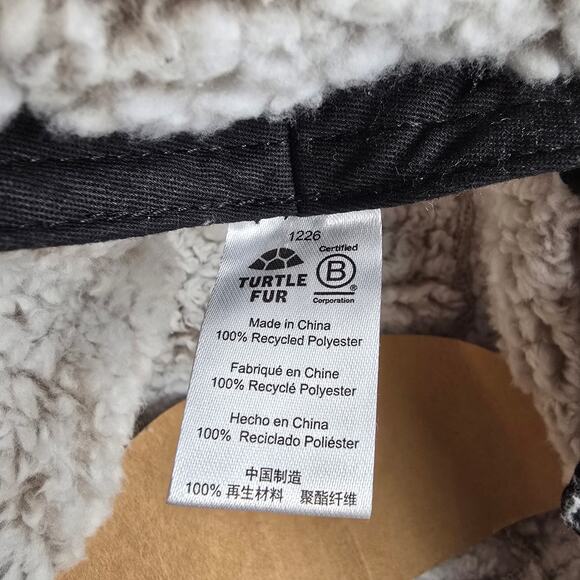 1226
TURTLE
FUR
Certified
B
Corporation
Made in China
100% Recycled Polyester
Fabriqué en Chine
100% Recyclé Polyester
Hecho en China
100% Reciclado Poliéster
中国制造
100% 再生材料 聚酯纤维